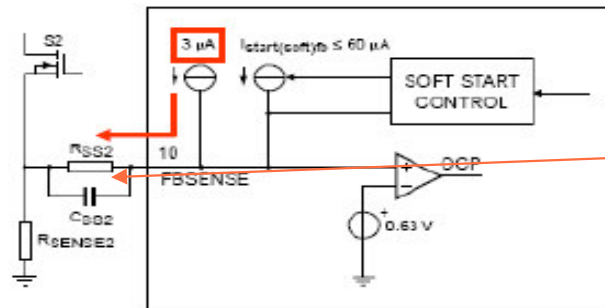 S2
3 µA
Istart(soft)fb ≤ 60 µA
SOFT START
CONTROL
RSS2
10
FBSENSE
OCP
CSS2
+
−
+
0.63 V
RSENSE2